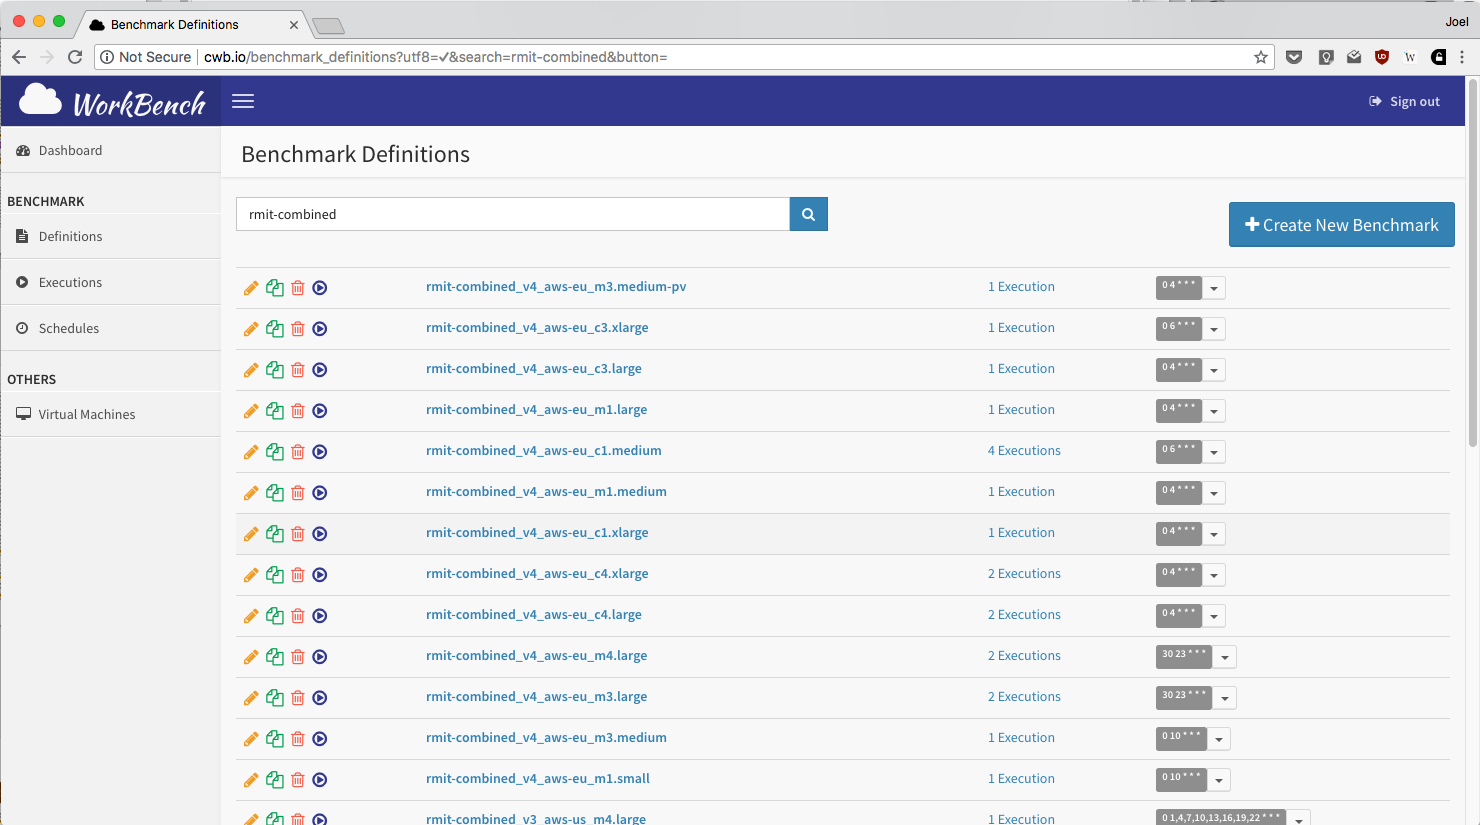 Benchmark Definitions
Joel
Not Secure cwb.io/benchmark_definitions?utf8=✓&search=rmit-combined&button=
WorkBench
Sign out
Dashboard
BENCHMARK
Definitions
Executions
Schedules
OTHERS
Virtual Machines
Benchmark Definitions
rmit-combined
Create New Benchmark
rmit-combined_v4_aws-eu_m3.medium-pv 1 Execution 0 4 * * *
rmit-combined_v4_aws-eu_c3.xlarge 1 Execution 0 6 * * *
rmit-combined_v4_aws-eu_c3.large 1 Execution 0 4 * * *
rmit-combined_v4_aws-eu_m1.large 1 Execution 0 4 * * *
rmit-combined_v4_aws-eu_c1.medium 4 Executions 0 6 * * *
rmit-combined_v4_aws-eu_m1.medium 1 Execution 0 4 * * *
rmit-combined_v4_aws-eu_c1.xlarge 1 Execution 0 4 * * *
rmit-combined_v4_aws-eu_c4.xlarge 2 Executions 0 4 * * *
rmit-combined_v4_aws-eu_c4.large 2 Executions 0 4 * * *
rmit-combined_v4_aws-eu_m4.large 2 Executions 30 23 * * *
rmit-combined_v4_aws-eu_m3.large 2 Executions 30 23 * * *
rmit-combined_v4_aws-eu_m3.medium 1 Execution 0 10 * * *
rmit-combined_v4_aws-eu_m1.small 1 Execution 0 10 * * *
rmit-combined_v3_aws-us_m4.large 1 Execution 0 1,4,7,10,13,16,19,22 * * *